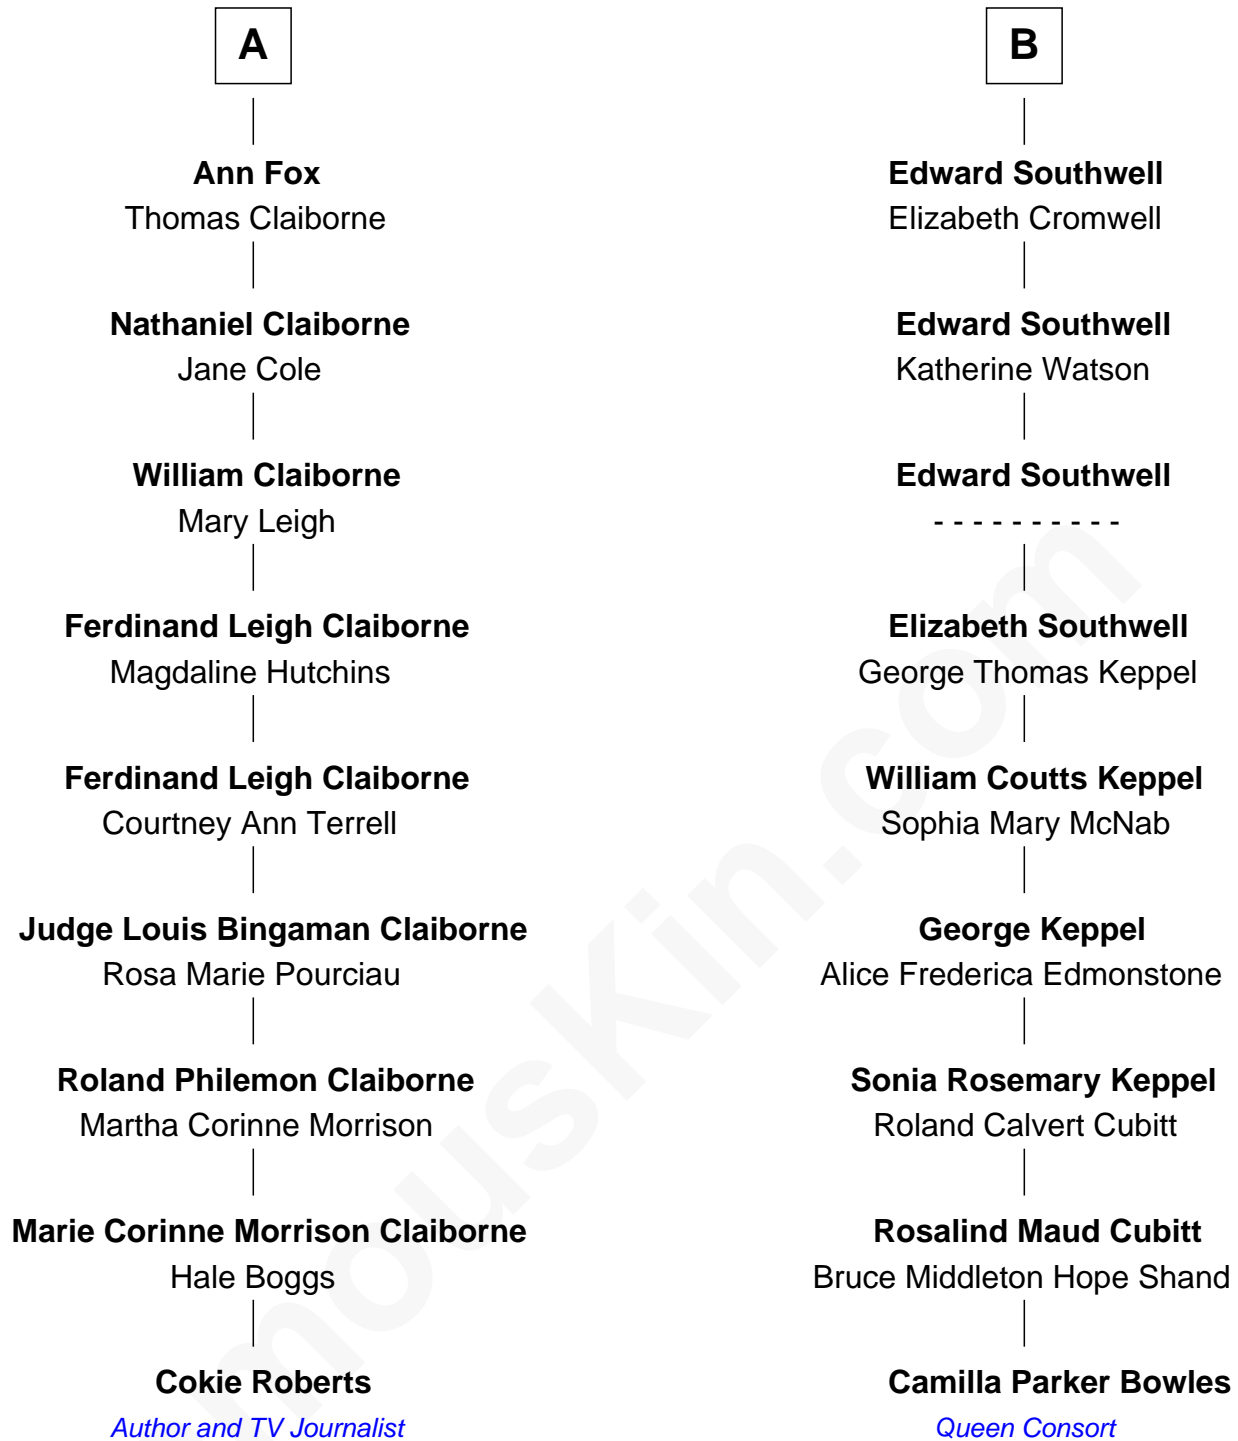 A
Ann Fox
Thomas Claiborne
Nathaniel Claiborne
Jane Cole
William Claiborne
Mary Leigh
Ferdinand Leigh Claiborne
Magdaline Hutchins
Ferdinand Leigh Claiborne
Courtney Ann Terrell
Judge Louis Bingaman Claiborne
Rosa Marie Pourciau
Roland Philemon Claiborne
Martha Corinne Morrison
Marie Corinne Morrison Claiborne
Hale Boggs
Cokie Roberts
Author and TV Journalist
B
Edward Southwell
Elizabeth Cromwell
Edward Southwell
Katherine Watson
Edward Southwell
- - - - - - - - - -
Elizabeth Southwell
George Thomas Keppel
William Coutts Keppel
Sophia Mary McNab
George Keppel
Alice Frederica Edmonstone
Sonia Rosemary Keppel
Roland Calvert Cubitt
Rosalind Maud Cubitt
Bruce Middleton Hope Shand
Camilla Parker Bowles
Queen Consort
mousKin.com